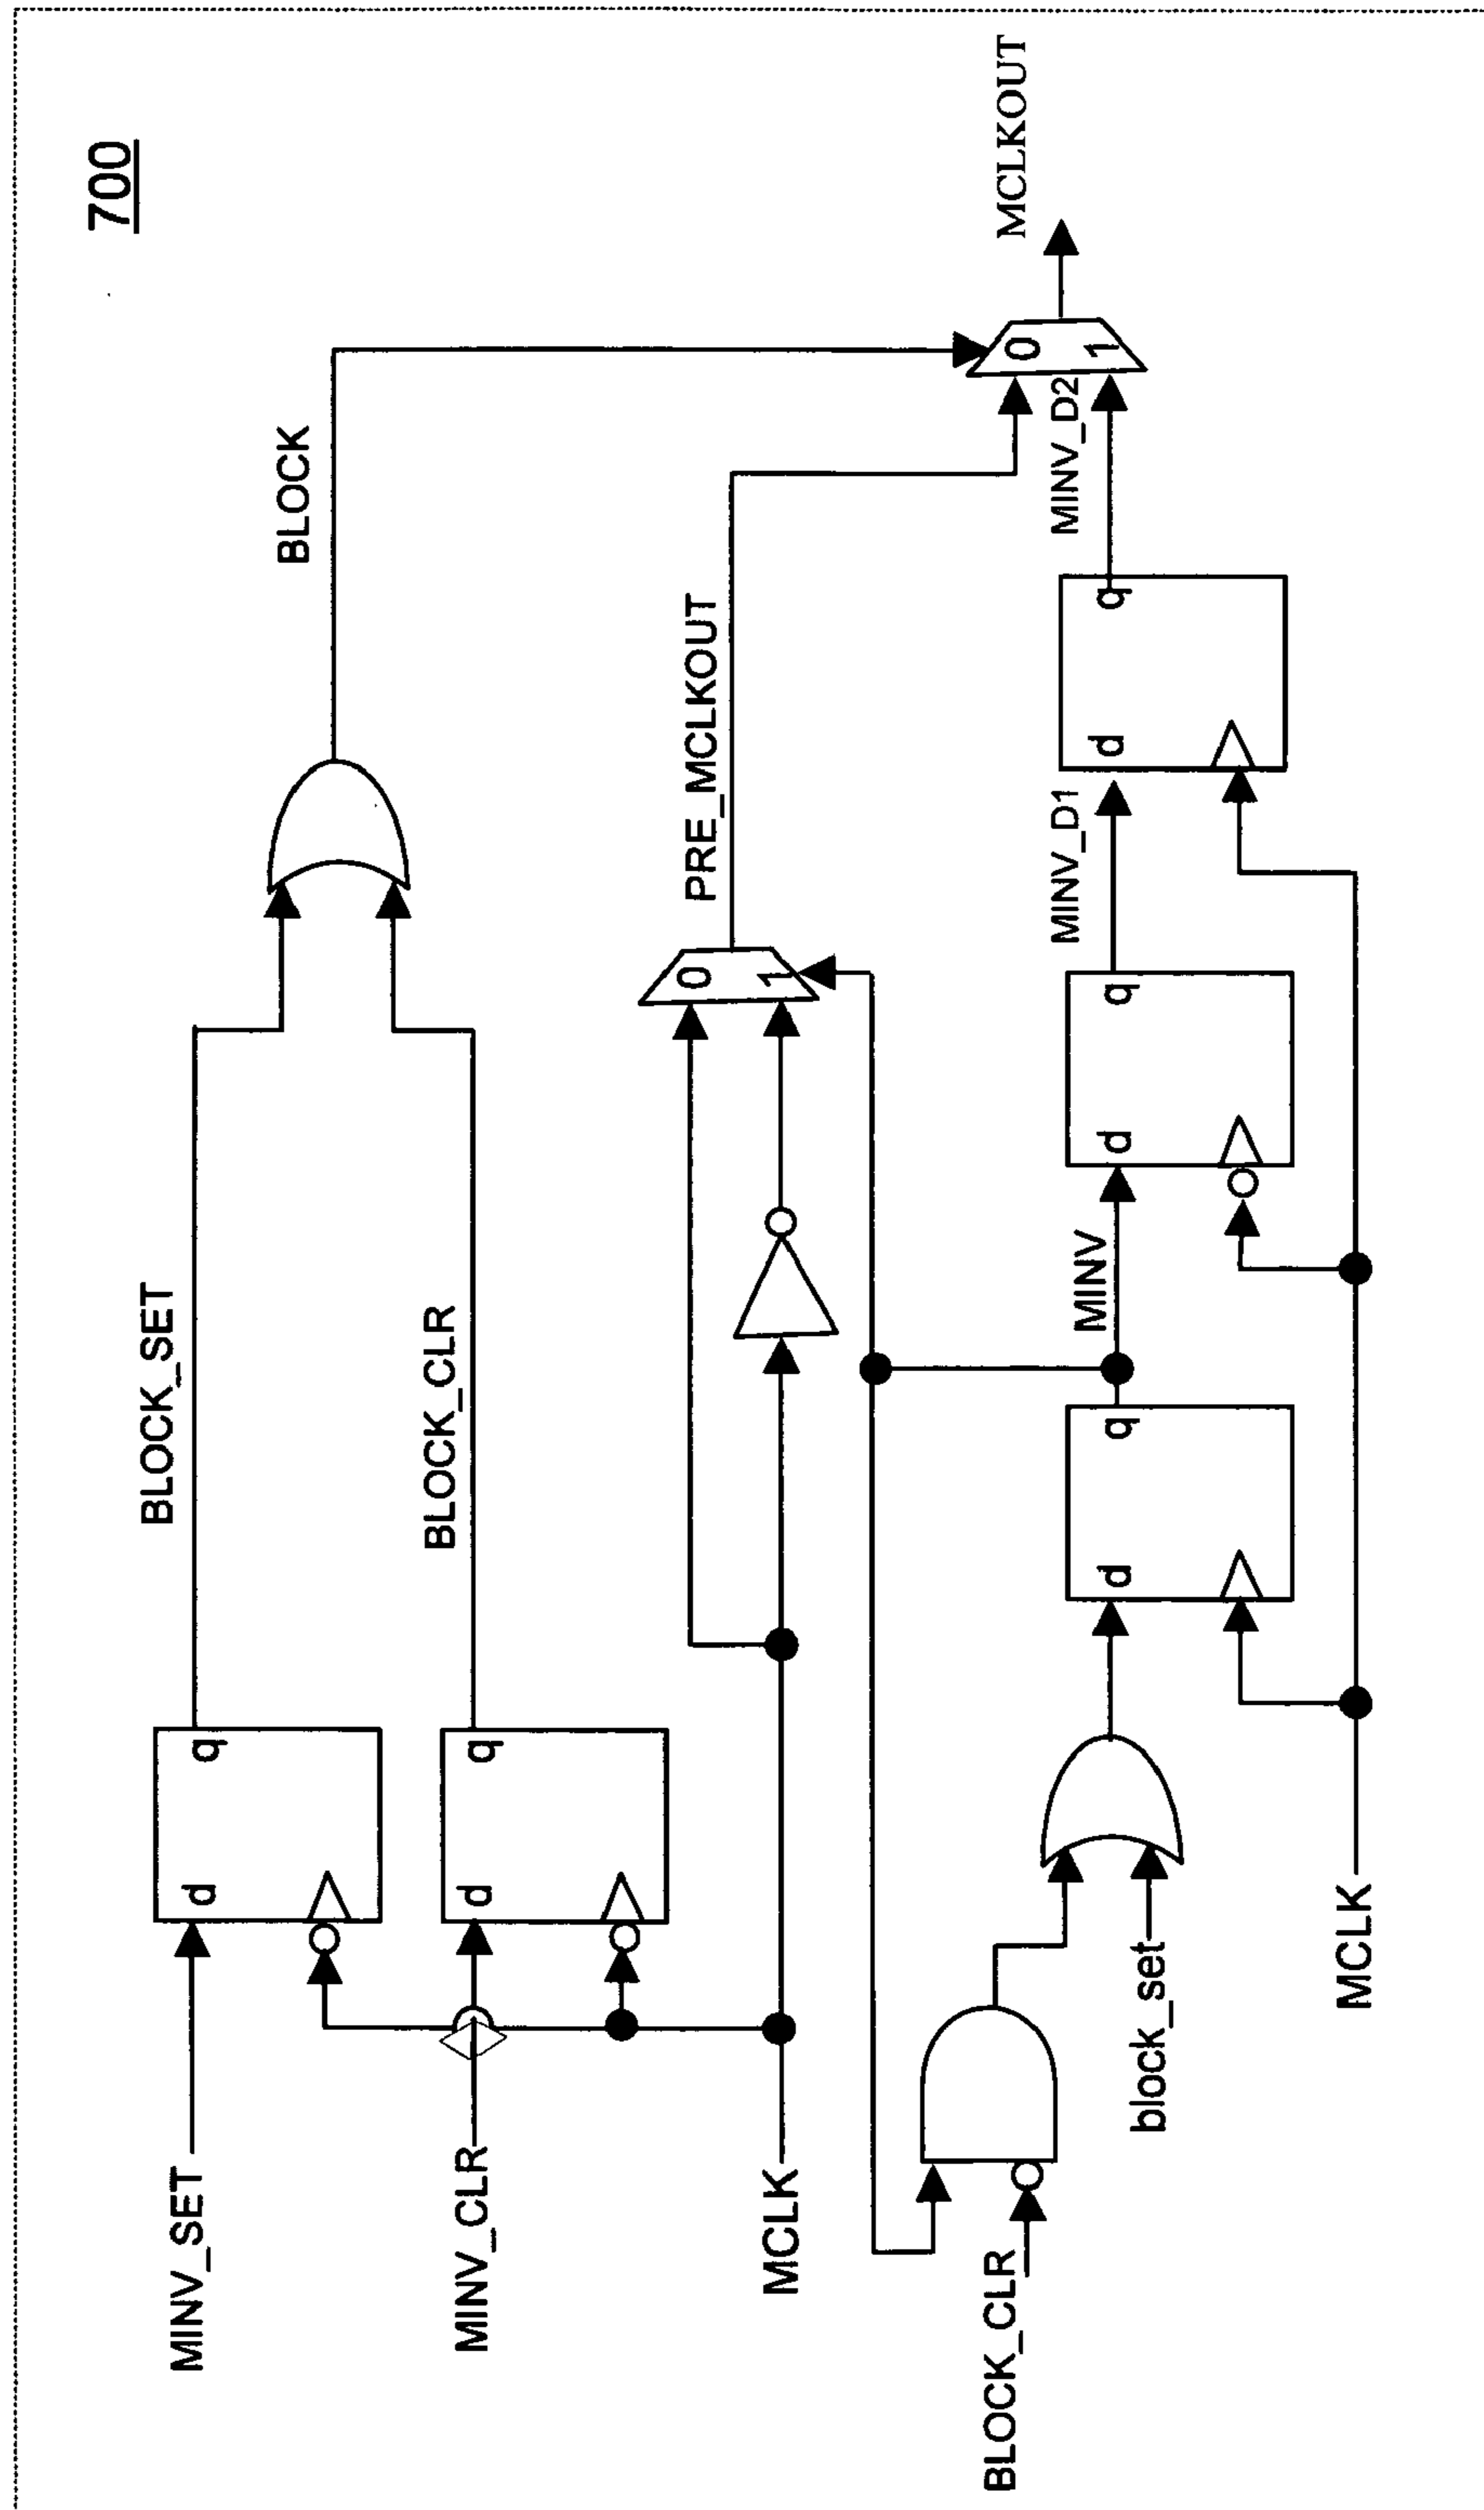 700
MINV_SET
d
q
BLOCK_SET
BLOCK
MINV_CLR
d
q
BLOCK_CLR
MCLK
0
1
PRE_MCLKOUT
0
1
MCLKOUT
BLOCK_CLR
block_set
d
q
MINV
d
q
MINV_D1
d
q
MINV_D2
MCLK